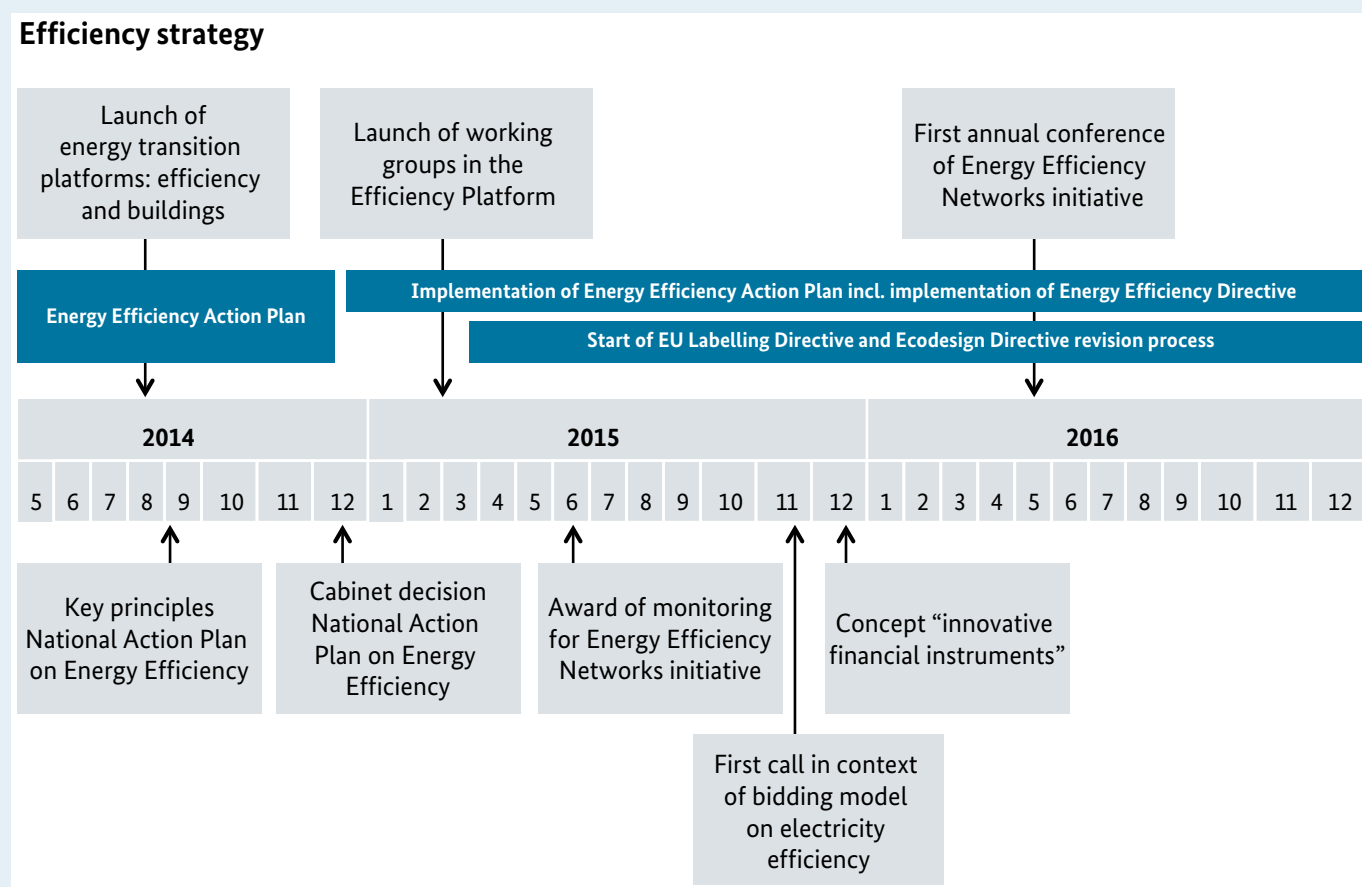 Efficiency strategy
Launch of
energy transition
platforms: efficiency
and buildings
Launch of working
groups in the
Efficiency Platform
First annual conference
of Energy Efficiency
Networks initiative
Energy Efficiency Action Plan
Implementation of Energy Efficiency Action Plan incl. implementation of Energy Efficiency Directive
Start of EU Labelling Directive and Ecodesign Directive revision process
2014 2015 2016
5 6 7 8 9 10 11 12 1 2 3 4 5 6 7 8 9 10 11 12 1 2 3 4 5 6 7 8 9 10 11 12
Key principles
National Action Plan
on Energy Efficiency
Cabinet decision
National Action
Plan on Energy
Efficiency
Award of monitoring
for Energy Efficiency
Networks initiative
Concept “innovative
financial instruments”
First call in context
of bidding model
on electricity
efficiency